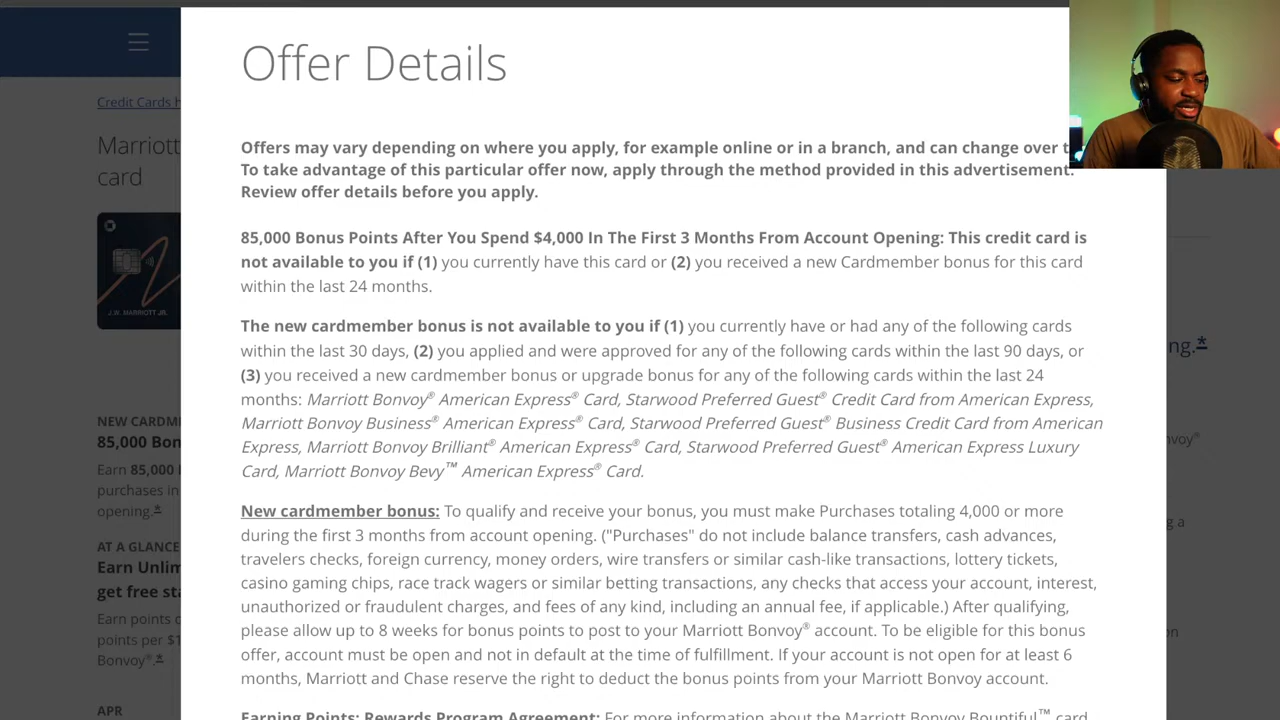 Offer Details
Credit Cards h
Marriott
card
J.W. MARRIOTT JR.
Offers may vary depending on where you apply, for example online or in a branch, and can change over t
To take advantage of this particular offer now, apply through the method provided in this advertisement.
Review offer details before you apply.
85,000 Bonus Points After You Spend $4,000 In The First 3 Months From Account Opening: This credit card is
not available to you if (1) you currently have this card or (2) you received a new Cardmember bonus for this card
within the last 24 months.
The new cardmember bonus is not available to you if (1) you currently have or had any of the following cards
within the last 30 days, (2) you applied and were approved for any of the following cards within the last 90 days, or
(3) you received a new cardmember bonus or upgrade bonus for any of the following cards within the last 24
months: Marriott Bonvoy® American Express® Card, Starwood Preferred Guest® Credit Card from American Express,
Marriott Bonvoy Business® American Express® Card, Starwood Preferred Guest® Business Credit Card from American
Express, Marriott Bonvoy Brilliant® American Express® Card, Starwood Preferred Guest® American Express Luxury
Card, Marriott Bonvoy Bevy™ American Express® Card.
New cardmember bonus: To qualify and receive your bonus, you must make Purchases totaling 4,000 or more
during the first 3 months from account opening. ("Purchases" do not include balance transfers, cash advances,
travelers checks, foreign currency, money orders, wire transfers or similar cash-like transactions, lottery tickets,
casino gaming chips, race track wagers or similar betting transactions, any checks that access your account, interest,
unauthorized or fraudulent charges, and fees of any kind, including an annual fee, if applicable.) After qualifying,
please allow up to 8 weeks for bonus points to post to your Marriott Bonvoy® account. To be eligible for this bonus
offer, account must be open and not in default at the time of fulfillment. If your account is not open for at least 6
months, Marriott and Chase reserve the right to deduct the bonus points from your Marriott Bonvoy account.
Earning Points: Rewards Program Agreement: For more information about the Marriott Bonvoy Bountiful™ card
NEW CARDM
85,000 Bon
Earn 85,000
purchases in
opening.*
AT A GLANCE
Earn Unlim
get free sta
Earn points o
points per $1
Bonvoy®.*
APR
ng.*
nvoy®
g a
on